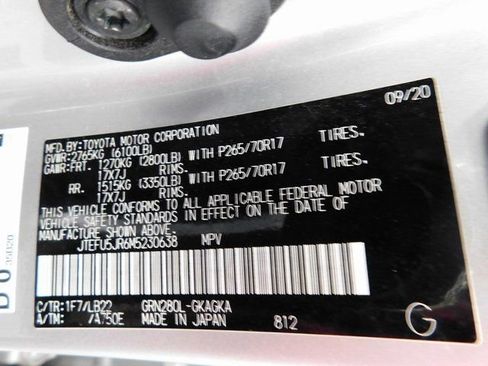 09/20
MFD.BY:TOYOTA MOTOR CORPORATION
GVWR:2765KG(6100LB)
GAWR:FRT. 1270KG(2800LB) WITH P265/70R17 TIRES.
17X7J RIMS.
RR. 1515KG(3350LB) WITH P265/70R17 TIRES.
17X7J RIMS.
THIS VEHICLE CONFORMS TO ALL APPLICABLE FEDERAL MOTOR
VEHICLE SAFETY STANDARDS IN EFFECT ON THE DATE OF
MANUFACTURE SHOWN ABOVE.
JTEFU5JR6M5230638 MPV
C/TR:1F7/LB22 GRN280L-GKAGKA
A/TM: /A750E MADE IN JAPAN 812
G